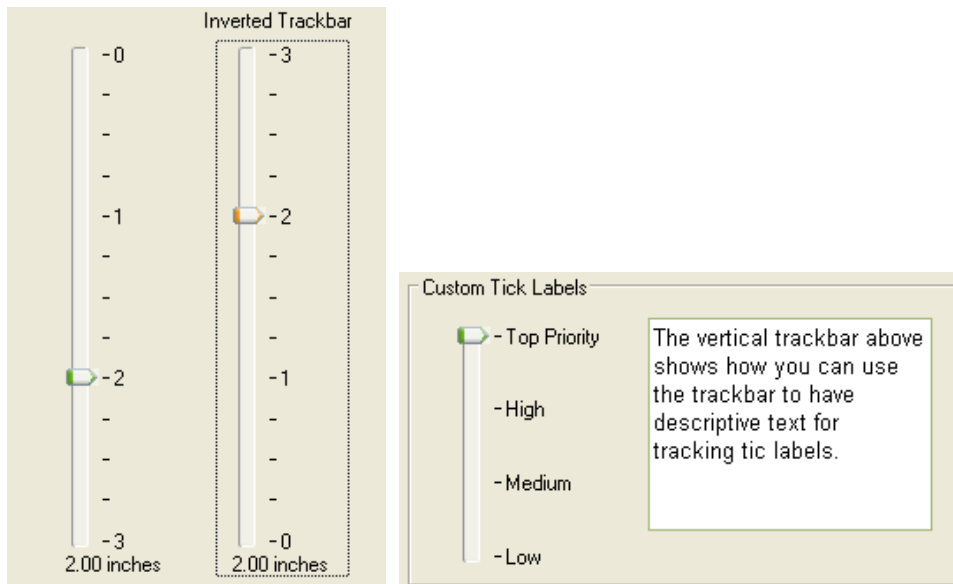 Inverted Trackbar
-0
-1
-2
-3
2.00 inches
-3
-2
-1
-0
2.00 inches
Custom Tick Labels
- Top Priority
- High
- Medium
- Low
The vertical trackbar above
shows how you can use
the trackbar to have
descriptive text for
tracking tic labels.